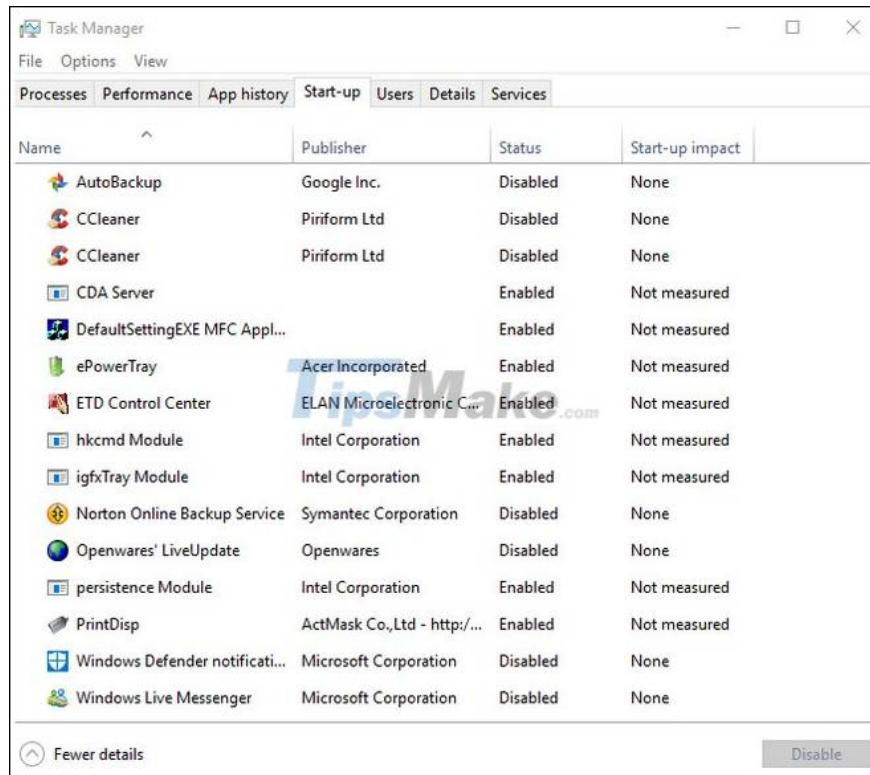 Task Manager
File Options View
Processes Performance App history Start-up Users Details Services
Name Publisher Status Start-up impact
AutoBackup Google Inc. Disabled None
CCleaner Piriform Ltd Disabled None
CCleaner Piriform Ltd Disabled None
CDA Server Enabled Not measured
DefaultSettingEXE MFC Appl... Enabled Not measured
ePowerTray Acer Incorporated Enabled Not measured
ETD Control Center ELAN Microelectronic C... Enabled Not measured
TipsMake.com
hkcmd Module Intel Corporation Enabled Not measured
igfxTray Module Intel Corporation Enabled Not measured
Norton Online Backup Service Symantec Corporation Disabled None
Openwares' LiveUpdate Openwares Disabled None
persistence Module Intel Corporation Enabled Not measured
PrintDisp ActMask Co.,Ltd - http:/... Enabled Not measured
Windows Defender notificati... Microsoft Corporation Disabled None
Windows Live Messenger Microsoft Corporation Disabled None
Fewer details Disable